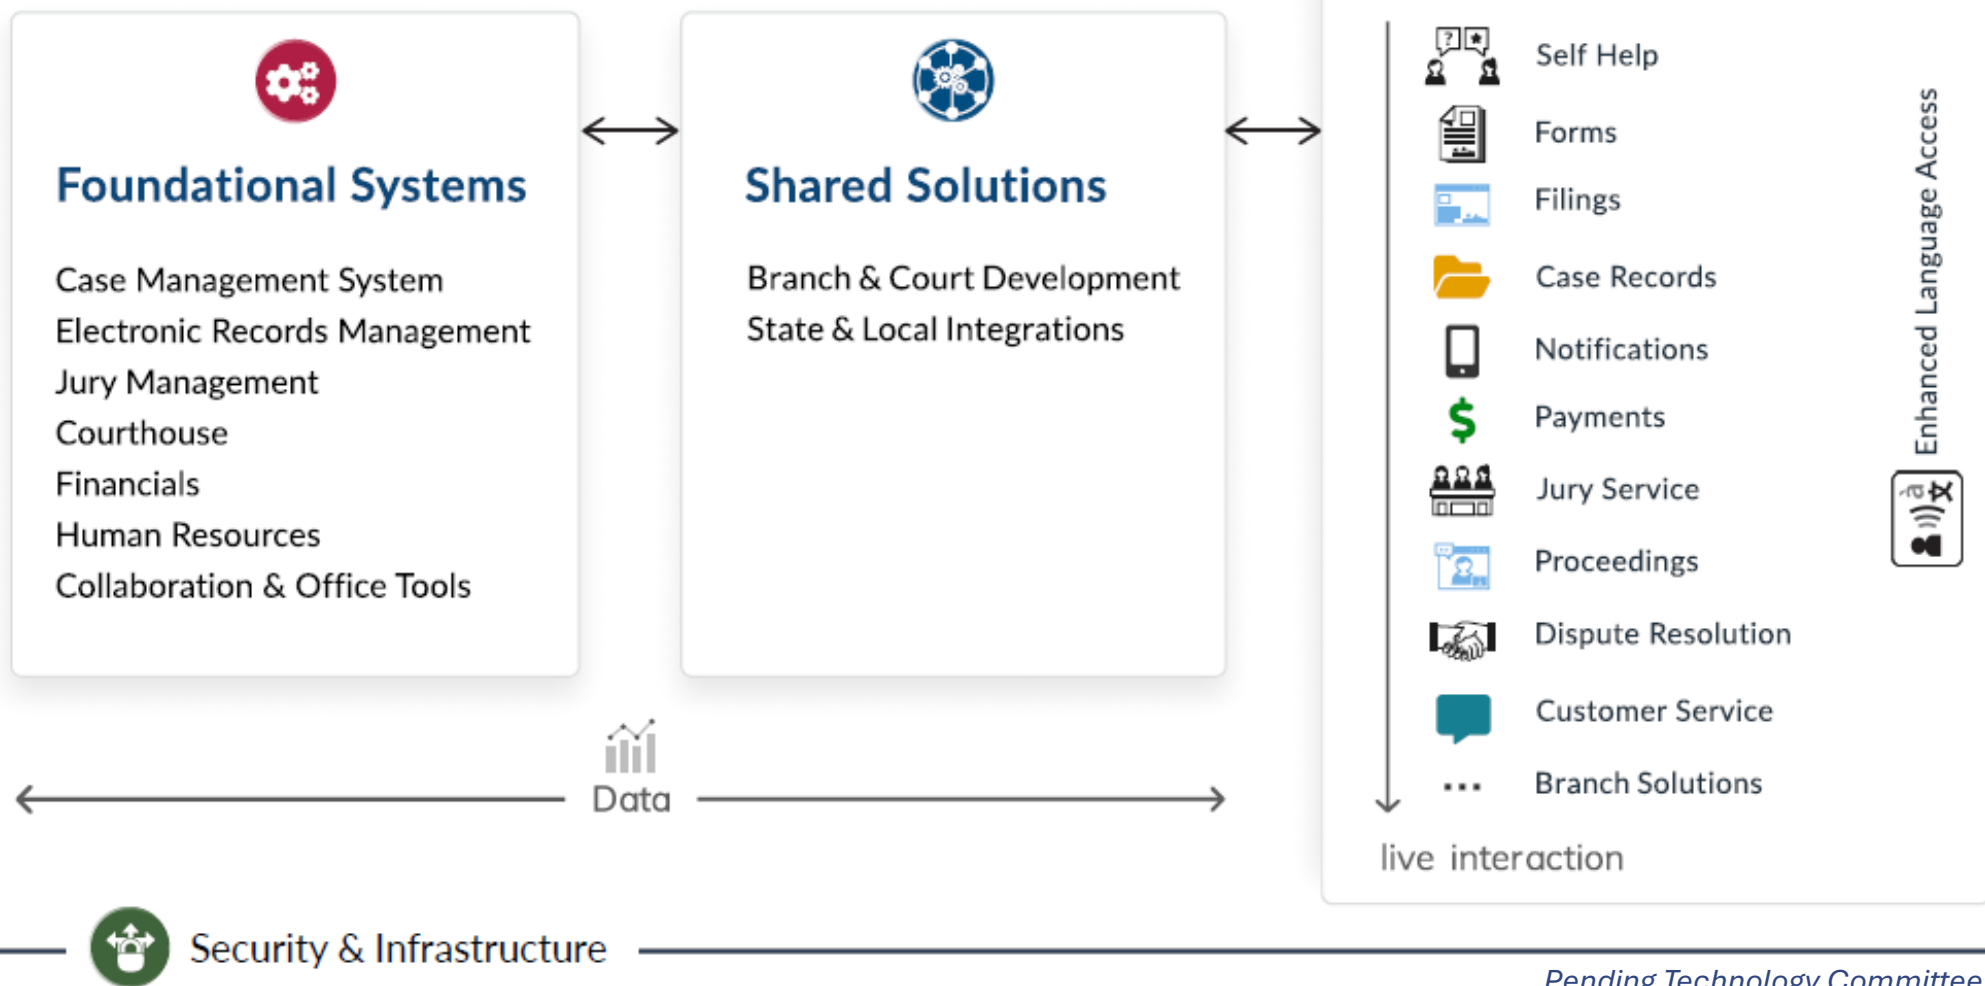 Foundational Systems
Case Management System
Electronic Records Management
Jury Management
Courthouse
Financials
Human Resources
Collaboration & Office Tools
Shared Solutions
Branch & Court Development
State & Local Integrations
Data
Self Help
Forms
Filings
Case Records
Notifications
Payments
Jury Service
Proceedings
Dispute Resolution
Customer Service
... Branch Solutions
live interaction
Enhanced Language Access
Security & Infrastructure
Pending Technology Committee